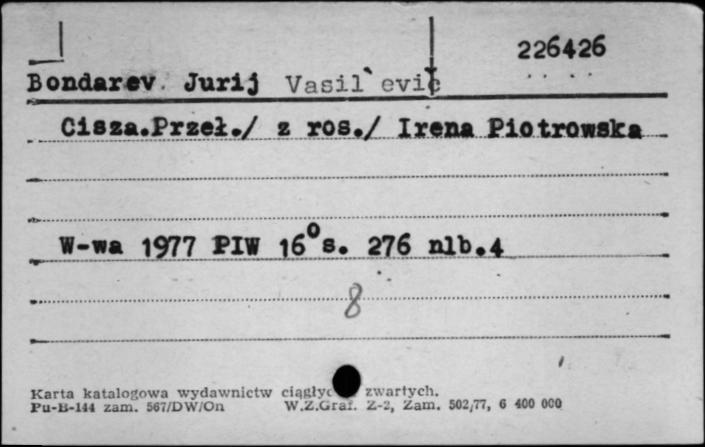 226426
Bondarev Jurij Vasil`evič
Cisza.Przeł./ z ros./ Irena Piotrowska
W-wa 1977 PIW 16° s. 276 nlb.4
8
Karta katalogowa wydawnictw zwartych.
Pu-B-144 zam. 567/DW/On W.Z.Graf. Z-2, Zam. 502/77, 6 400 000